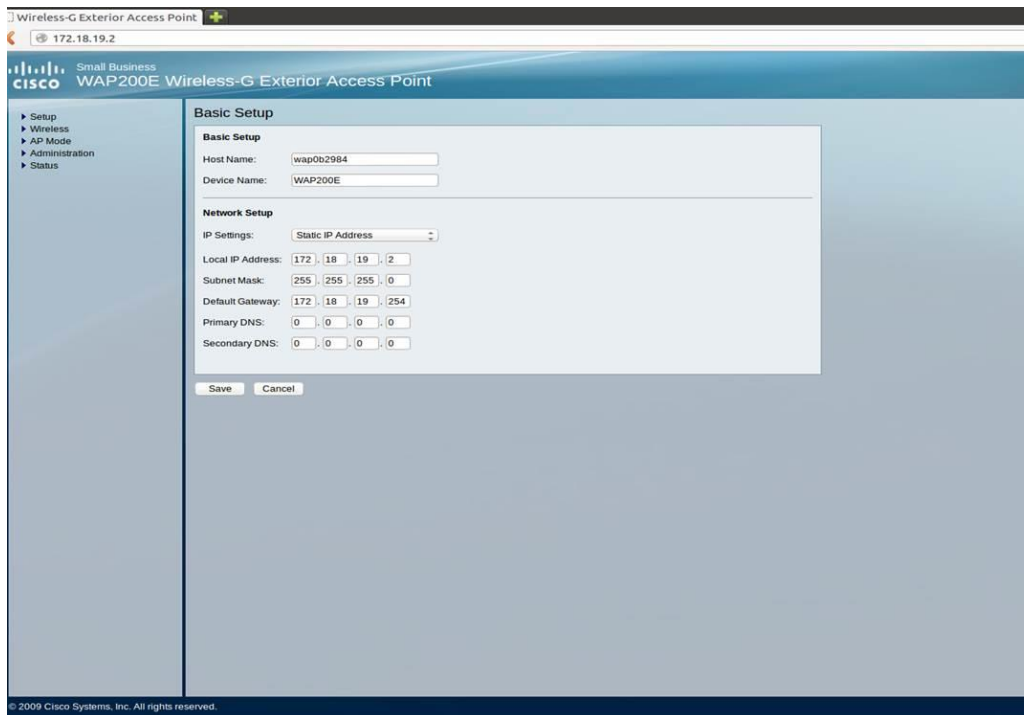 Wireless-G Exterior Access Point
172.18.19.2
Small Business
CISCO WAP200E Wireless-G Exterior Access Point
Setup
Wireless
AP Mode
Administration
Status
Basic Setup
Basic Setup
Host Name: wap0b2984
Device Name: WAP200E
Network Setup
IP Settings: Static IP Address
Local IP Address: 172 . 18 . 19 . 2
Subnet Mask: 255 . 255 . 255 . 0
Default Gateway: 172 . 18 . 19 . 254
Primary DNS: 0 . 0 . 0 . 0
Secondary DNS: 0 . 0 . 0 . 0
Save Cancel
© 2009 Cisco Systems, Inc. All rights reserved.